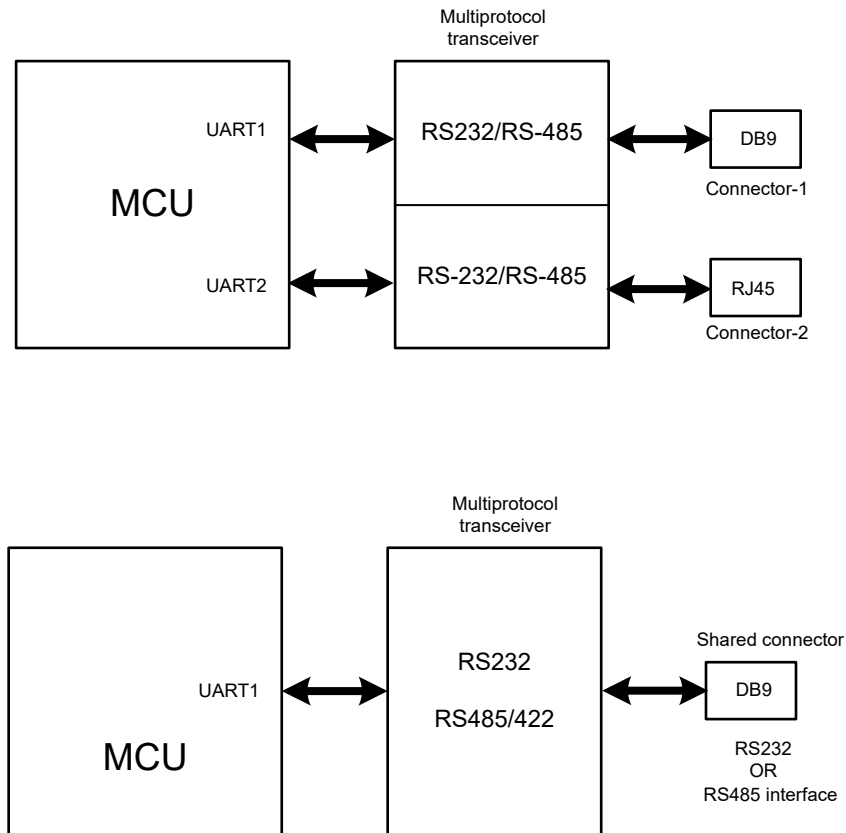 Multiprotocol
transceiver
UART1
RS232/RS-485
DB9
MCU
Connector-1
UART2
RS-232/RS-485
RJ45
Connector-2
Multiprotocol
transceiver
Shared connector
RS232
UART1
DB9
RS485/422
MCU
RS232
OR
RS485 interface